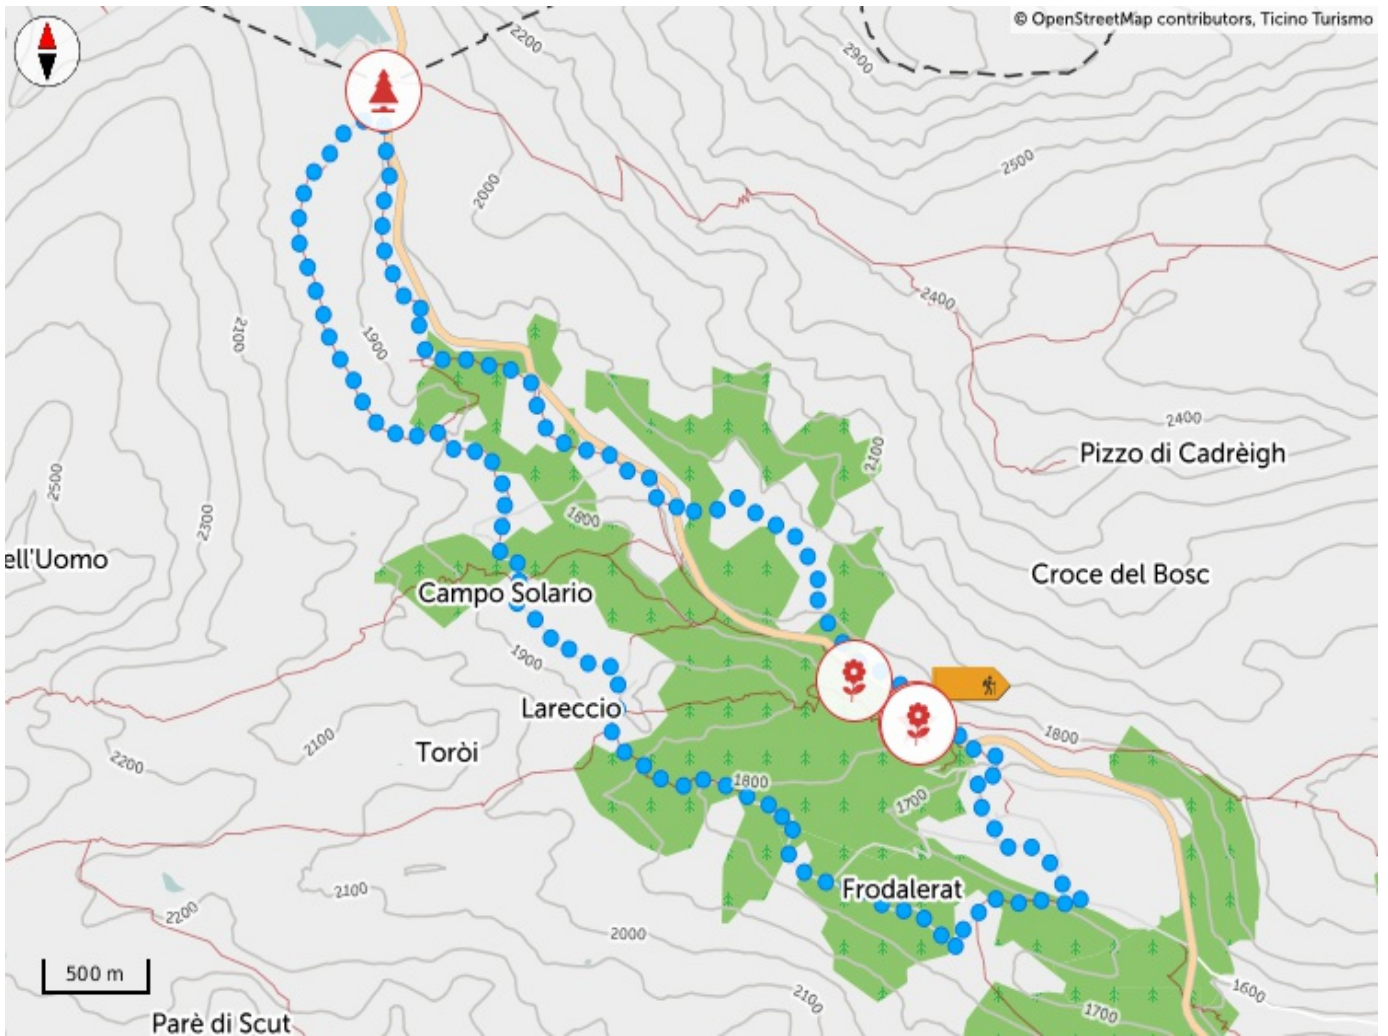 © OpenStreetMap contributors, Ticino Turismo
2200
2900
2500
2000
2400
2100
1900
2400
2100
Pizzo di Cadrèigh
2500
2300
1800
ell'Uomo
Croce del Bosc
Campo Solario
1900
Lareccio
2100
Toròi
1800
2200
1800
1700
2100
Frodalerat
2200
2000
500 m
2100
1600
1700
Parè di Scut